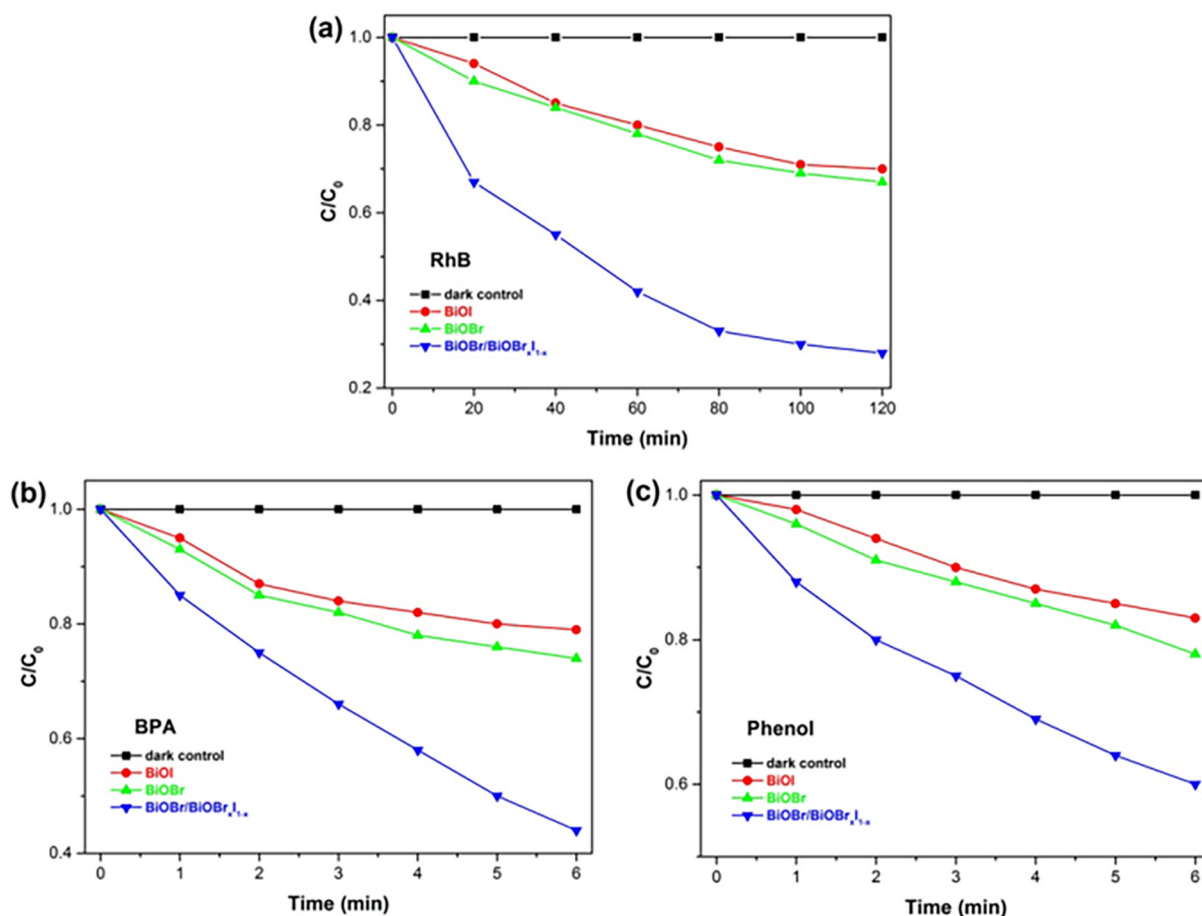 (a)
1.0
0.8
0.6
0.4
0.2
C/C₀
RhB
dark control
BiOI
BiOBr
BiOBr/BiOBrₓI₁₋ₓ
0 20 40 60 80 100 120
Time (min)
(b)
1.0
0.8
0.6
0.4
C/C₀
BPA
dark control
BiOI
BiOBr
BiOBr/BiOBrₓI₁₋ₓ
0 1 2 3 4 5 6
Time (min)
(c)
1.0
0.8
0.6
C/C₀
Phenol
dark control
BiOI
BiOBr
BiOBr/BiOBrₓI₁₋ₓ
0 1 2 3 4 5 6
Time (min)